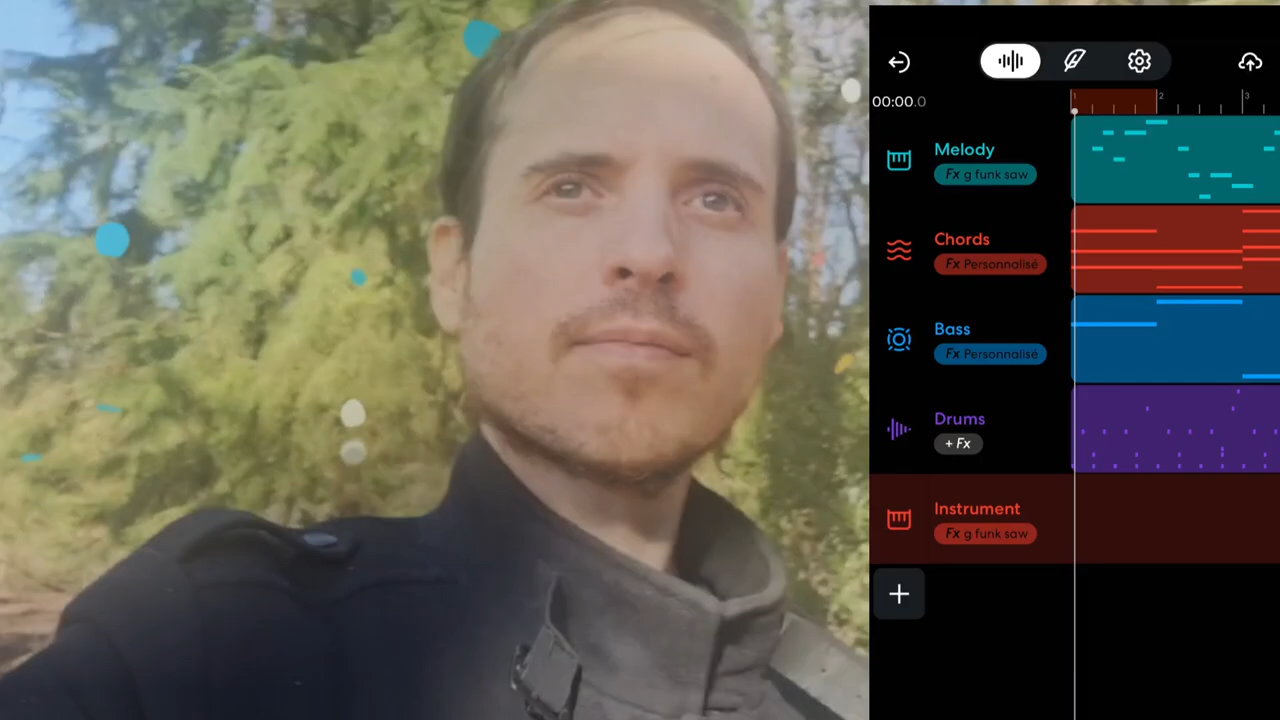 00:00.0
1 2 3
Melody
Fx g funk saw
Chords
Fx Personnalisé
Bass
Fx Personnalisé
Drums
+ Fx
Instrument
Fx g funk saw